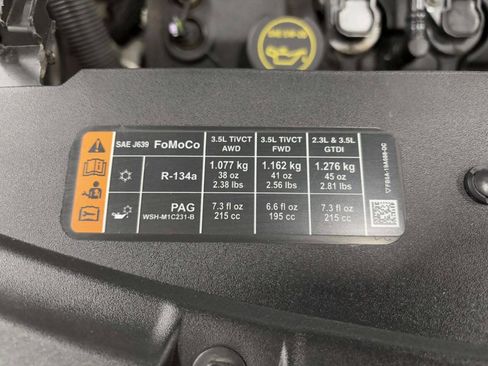 SAE 5W-20
SAE J639 FoMoCo 3.5L TiVCT AWD 3.5L TiVCT FWD 2.3L & 3.5L GTDI
R-134a 1.077 kg 1.162 kg 1.276 kg
38 oz 41 oz 45 oz
2.38 lbs 2.56 lbs 2.81 lbs
PAG 7.3 fl oz 6.6 fl oz 7.3 fl oz
WSH-M1C231-B 215 cc 195 cc 215 cc